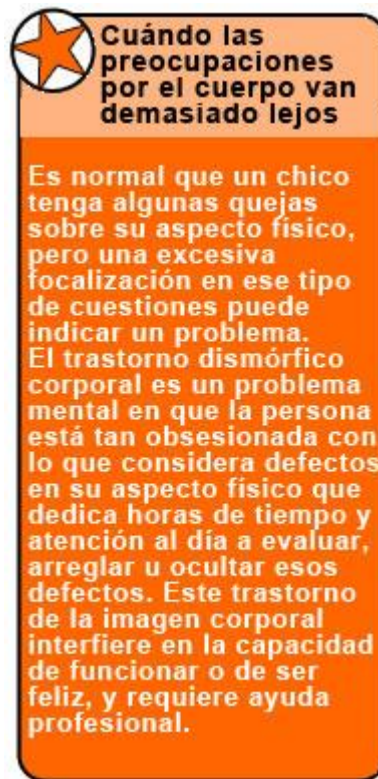 Cuándo las
preocupaciones
por el cuerpo van
demasiado lejos
Es normal que un chico
tenga algunas quejas
sobre su aspecto físico,
pero una excesiva
focalización en ese tipo
de cuestiones puede
indicar un problema.
El trastorno dismórfico
corporal es un problema
mental en que la persona
está tan obsesionada con
lo que considera defectos
en su aspecto físico que
dedica horas de tiempo y
atención al día a evaluar,
arreglar u ocultar esos
defectos. Este trastorno
de la imagen corporal
interfiere en la capacidad
de funcionar o de ser
feliz, y requiere ayuda
profesional.